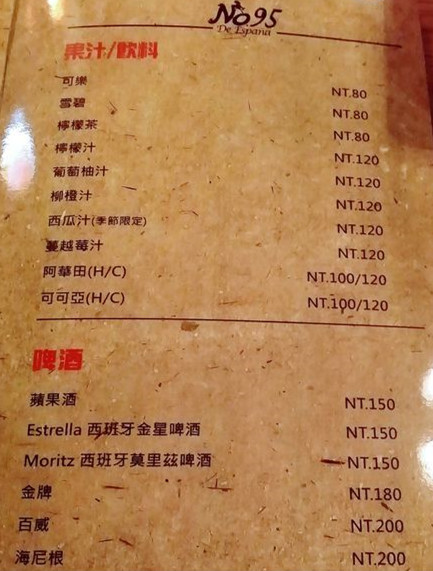 No95
De España
果汁/飲料
可樂 NT.80
雪碧 NT.80
檸檬茶 NT.80
檸檬汁 NT.120
葡萄柚汁 NT.120
柳橙汁 NT.120
西瓜汁(季節限定) NT.120
蔓越莓汁 NT.120
阿華田(H/C) NT.100/120
可可亞(H/C) NT.100/120
啤酒
蘋果酒 NT.150
Estrella 西班牙金星啤酒 NT.150
Moritz 西班牙莫里茲啤酒 NT.150
金牌 NT.180
百威 NT.200
海尼根 NT.200